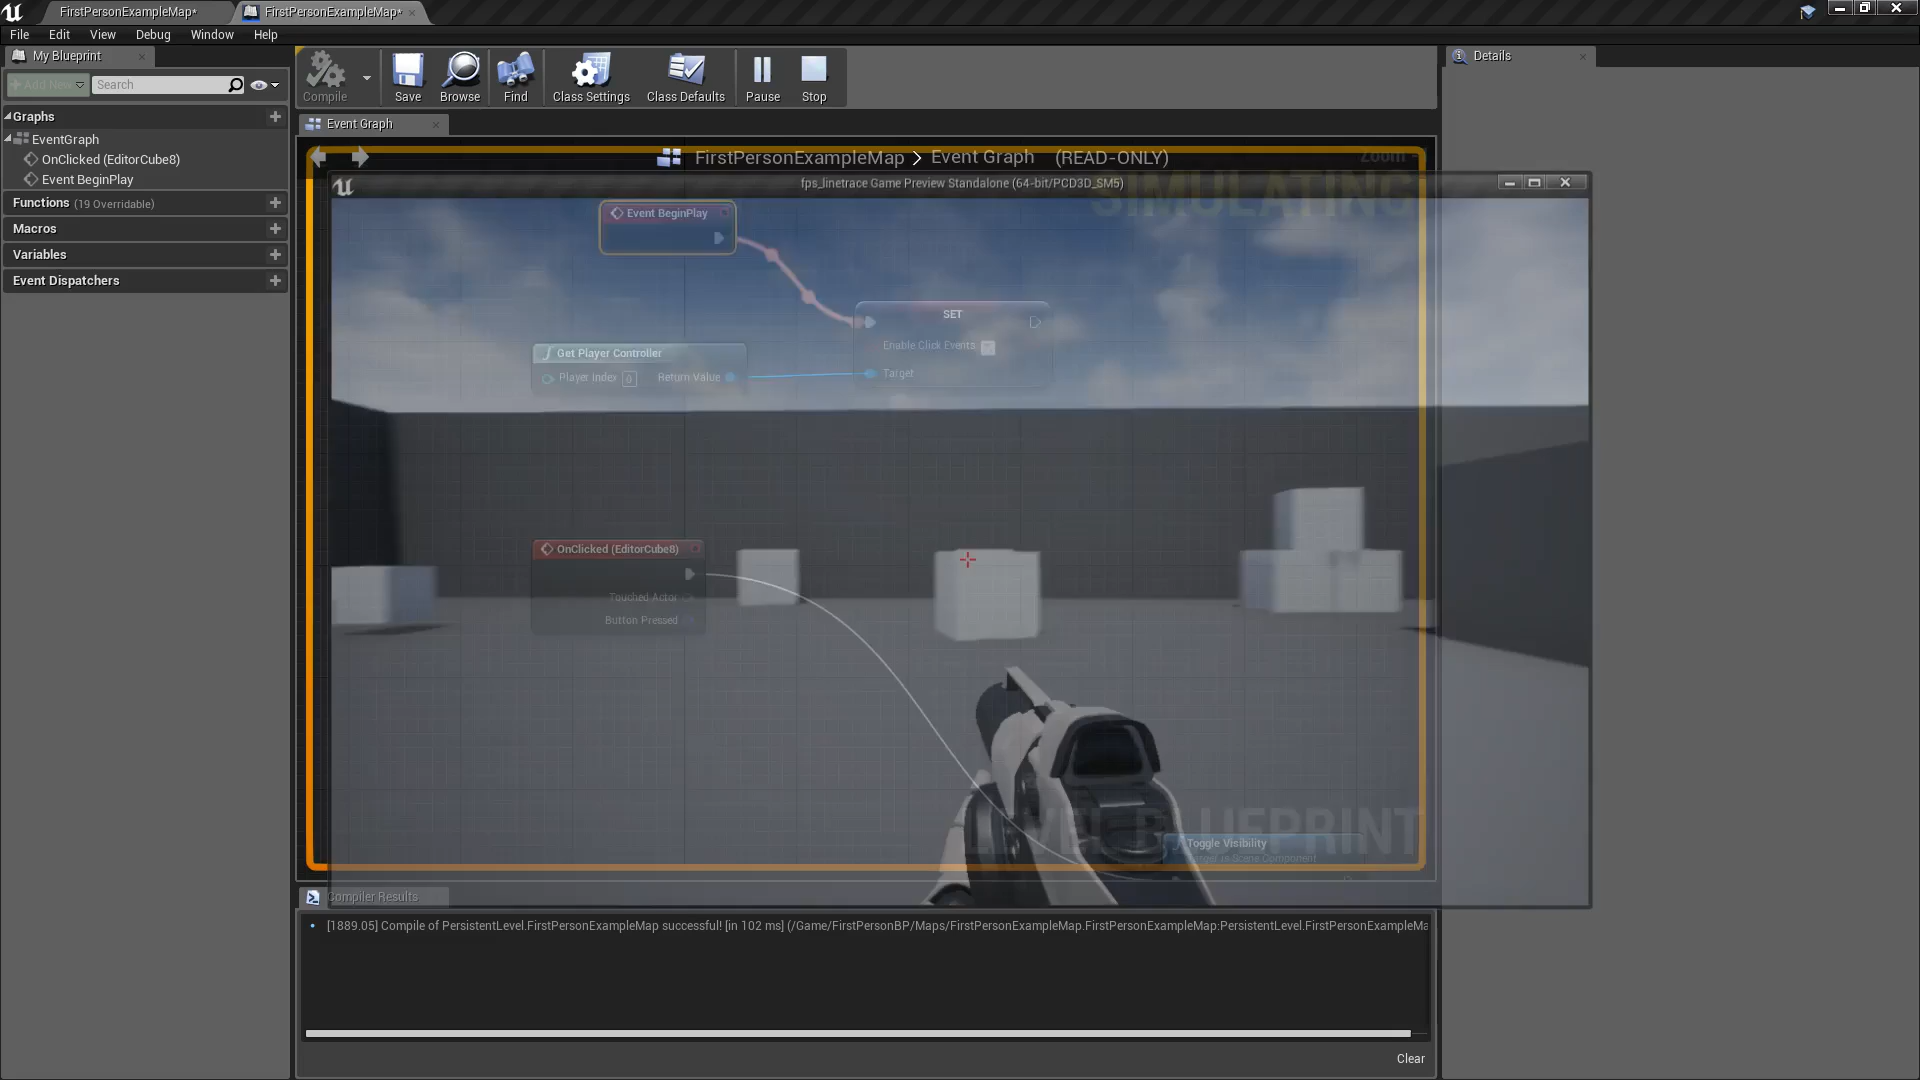 FirstPersonExampleMap*
FirstPersonExampleMap*
File Edit View Debug Window Help
My Blueprint
Details
Add New
Search
Compile
Save
Browse
Find
Class Settings
Class Defaults
Pause
Stop
Graphs
EventGraph
OnClicked (EditorCube8)
Event BeginPlay
Functions (19 Overridable)
Macros
Variables
Event Dispatchers
Event Graph
FirstPersonExampleMap > Event Graph (READ-ONLY)
Zoom
SIMULATING
fps_linetrace Game Preview Standalone (64-bit/PCD3D_SM5)
Event BeginPlay
SET
Enable Click Events
Target
Get Player Controller
Player Index 0 Return Value
OnClicked (EditorCube8)
Touched Actor
Button Pressed
LEVEL BLUEPRINT
Toggle Visibility
Target is Scene Component
Compiler Results
[1889.05] Compile of PersistentLevel.FirstPersonExampleMap successful! [in 102 ms] (/Game/FirstPersonBP/Maps/FirstPersonExampleMap.FirstPersonExampleMap:PersistentLevel.FirstPersonExampleMa
Clear